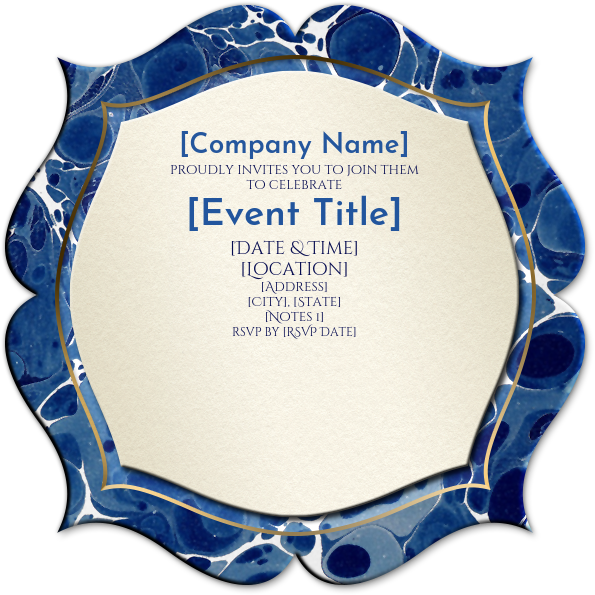 [Company Name]
PROUDLY INVITES YOU TO JOIN THEM
TO CELEBRATE
[Event Title]
[DATE & TIME]
[LOCATION]
[ADDRESS]
[CITY], [STATE]
[NOTES 1]
RSVP BY [RSVP DATE]